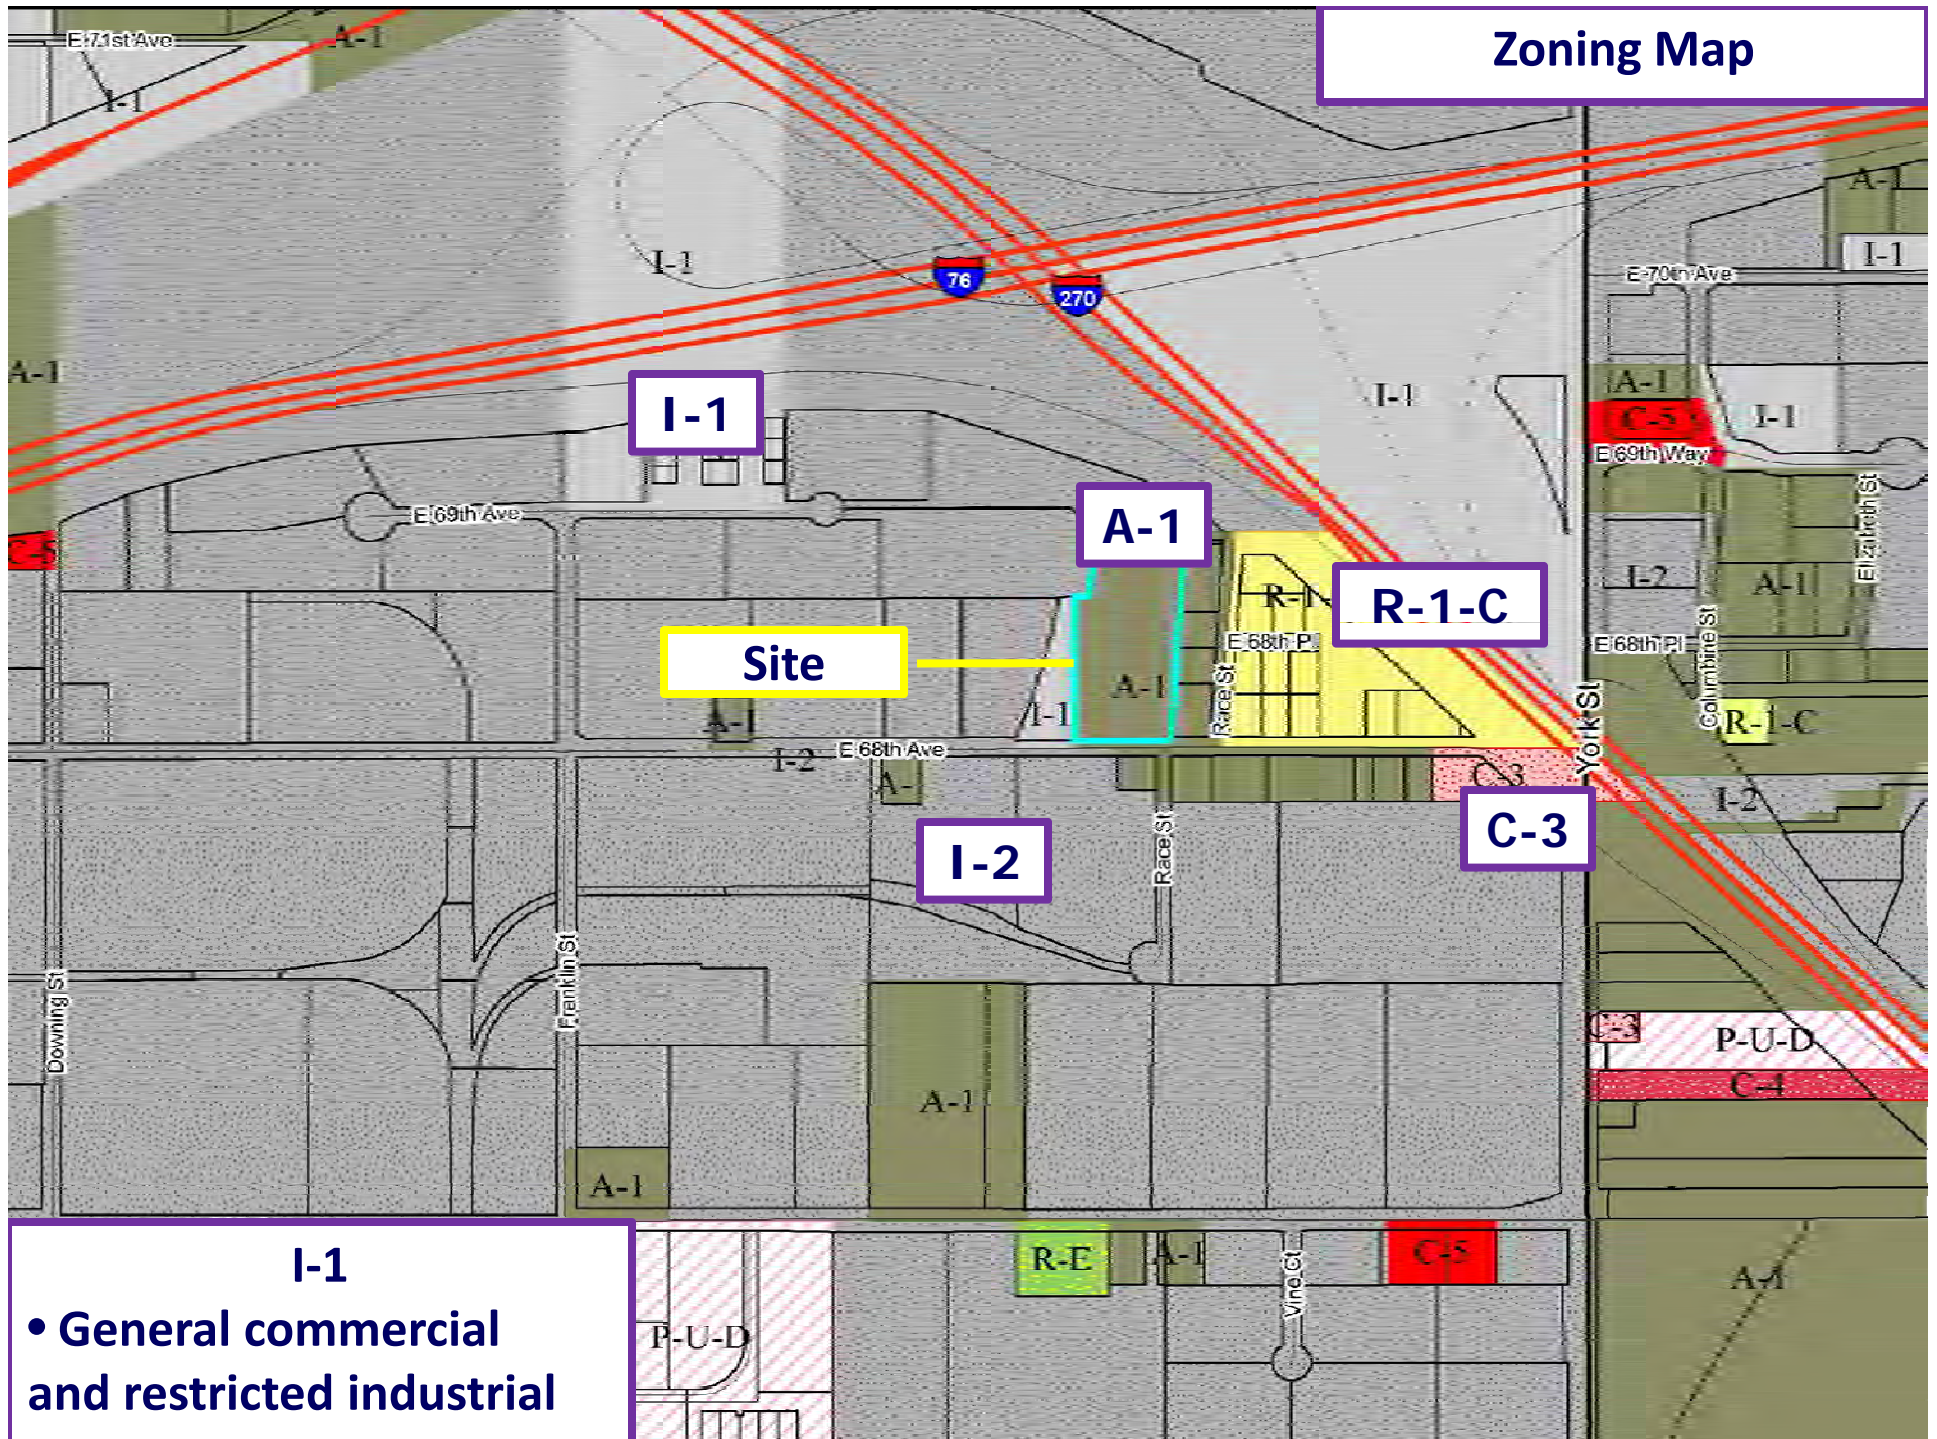 Zoning Map
E 71st Ave
A-1
I-1
A-1
I-1
I-1
76
270
E 70th Ave
A-1
A-1
I-1
I-1
C-5
I-1
E 69th Way
I-1
E 69th Ave
A-1
Elizabeth St
R-1-C
I-2
A-1
E 68th Pl
Columbine St
Site
A-1
A-1
I-1
Race St
York St
R-1-C
E 68th Ave
I-2
C-3
I-2
C-3
I-2
Race St
Downing St
Franklin St
C-3
P-U-D
C-4
A-1
A-1
R-E
A-1
C-5
A-1
Vine Ct
P-U-D
I-1
• General commercial
and restricted industrial